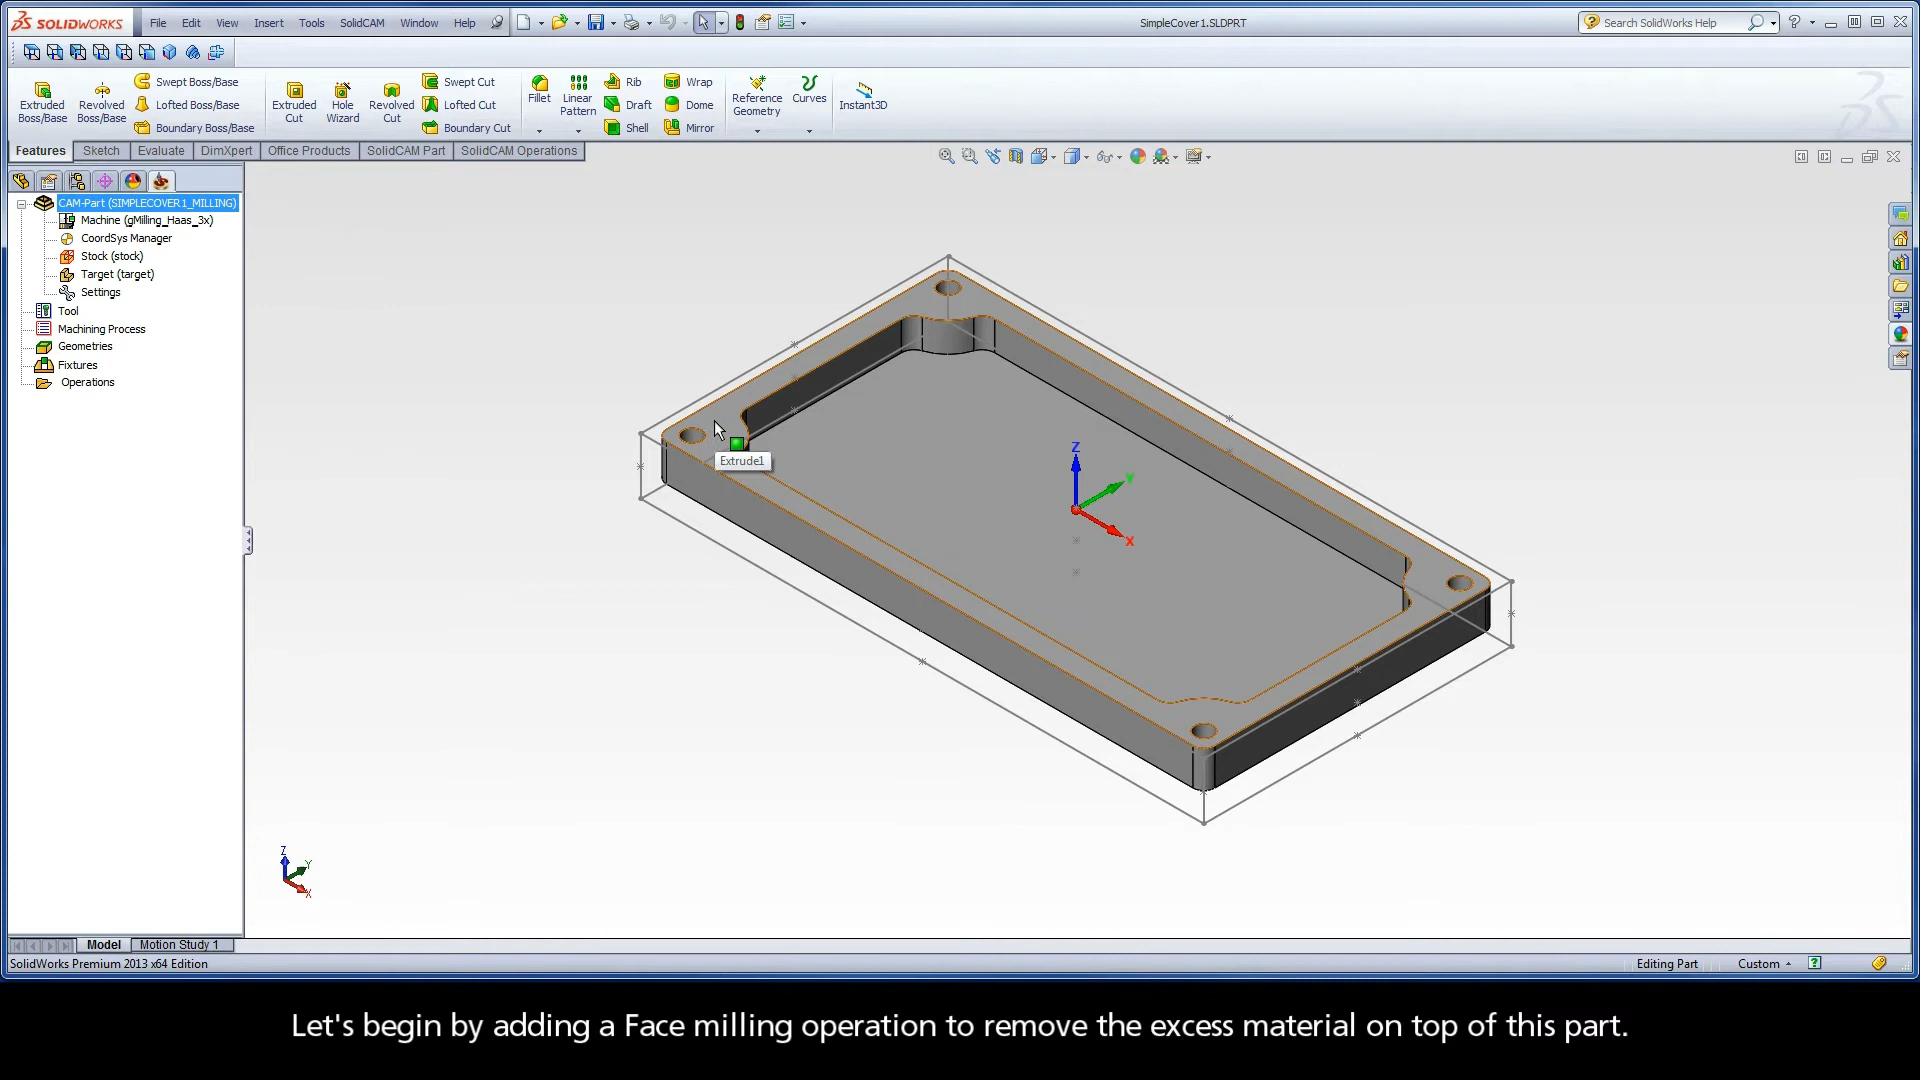 SOLIDWORKS File Edit View Insert Tools SolidCAM Window Help SimpleCover1.SLDPRT Search SolidWorks Help
Extruded Boss/Base
Revolved Boss/Base
Swept Boss/Base
Lofted Boss/Base
Boundary Boss/Base
Extruded Cut
Hole Wizard
Revolved Cut
Swept Cut
Lofted Cut
Boundary Cut
Fillet
Linear Pattern
Rib
Draft
Shell
Wrap
Dome
Mirror
Reference Geometry
Curves
Instant3D
Features Sketch Evaluate DimXpert Office Products SolidCAM Part SolidCAM Operations
CAM-Part (SIMPLECOVER1_MILLING)
Machine (gMilling_Haas_3x)
CoordSys Manager
Stock (stock)
Target (target)
Settings
Tool
Machining Process
Geometries
Fixtures
Operations
Extrude1
Z
Y
X
Z
Y
X
Model Motion Study 1
SolidWorks Premium 2013 x64 Edition Editing Part Custom
Let's begin by adding a Face milling operation to remove the excess material on top of this part.